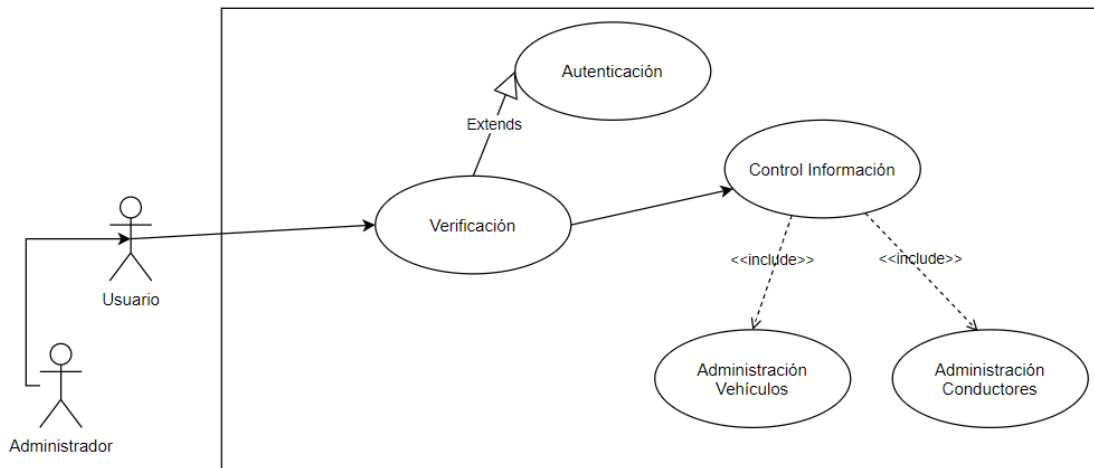 Autenticación
Extends
Control Información
Verificación
<<include>>
<<include>>
Usuario
Administración
Vehículos
Administración
Conductores
Administrador